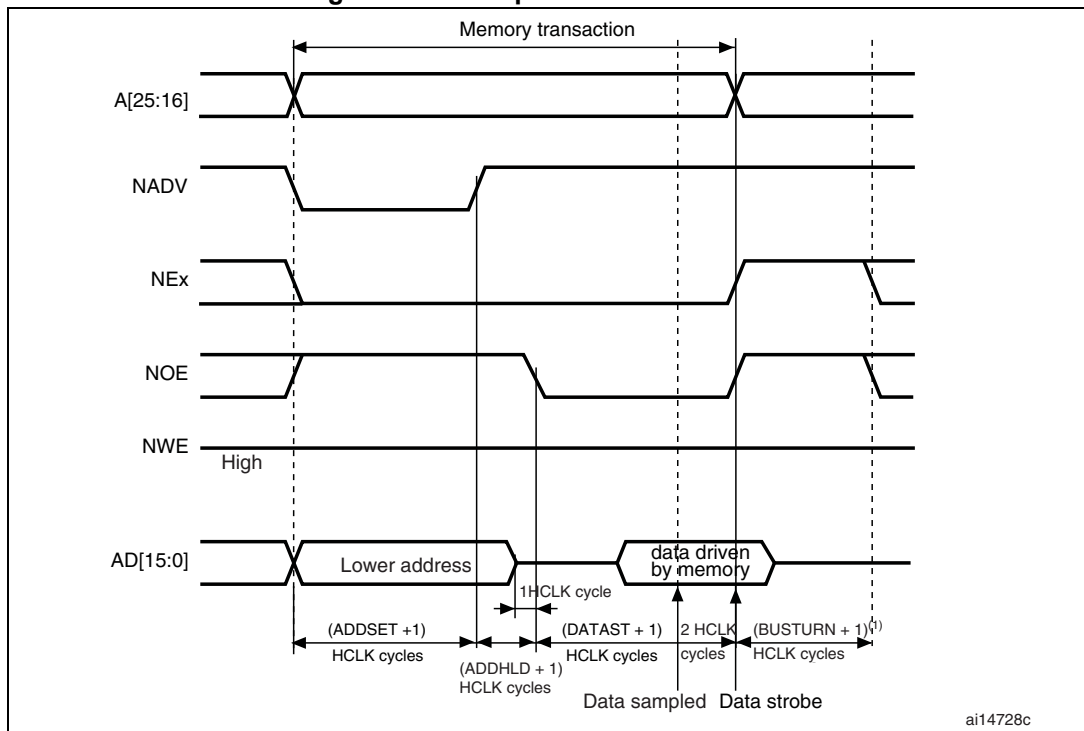 Memory transaction
A[25:16]
NADV
NEx
NOE
NWE
High
AD[15:0]
Lower address
data driven
by memory
1HCLK cycle
(ADDSET +1)
HCLK cycles
(ADDHLD + 1)
HCLK cycles
(DATAST + 1)
HCLK cycles
2 HCLK
cycles
(BUSTURN + 1)(1)
HCLK cycles
Data sampled
Data strobe
ai14728c